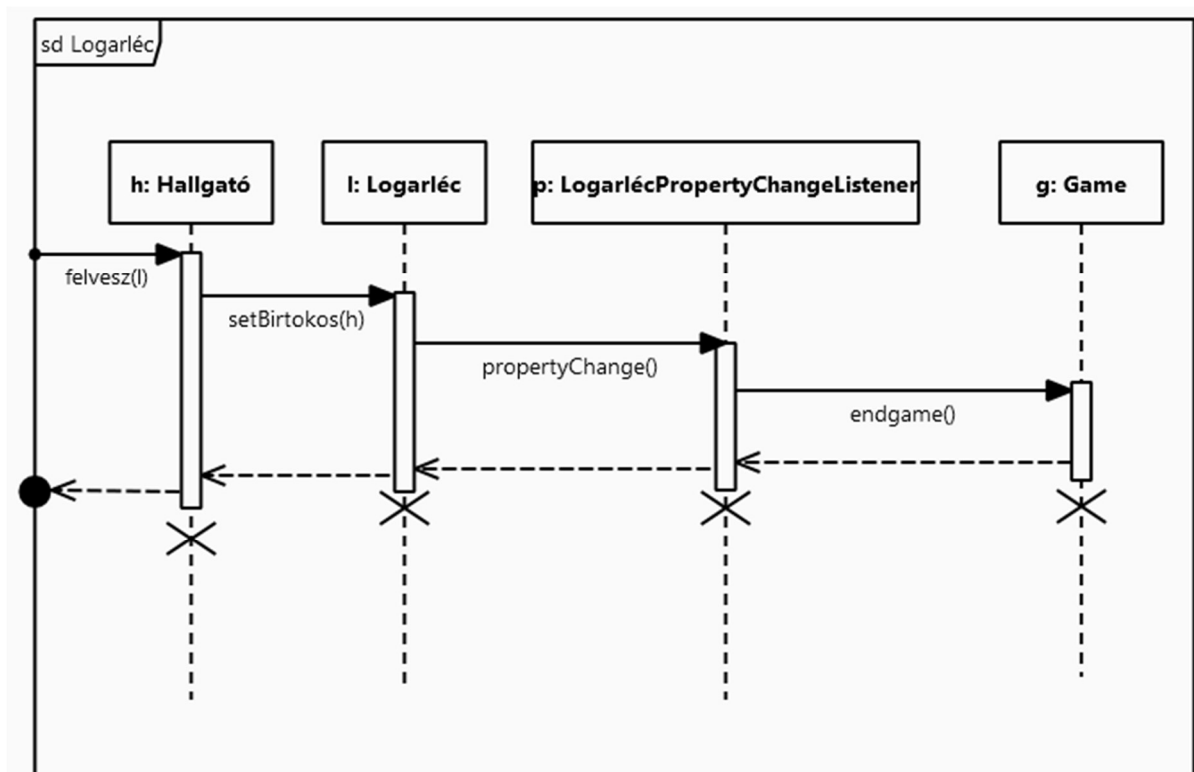 sd Logarléc
h: Hallgató
l: Logarléc
p: LogarlécPropertyChangeListener
g: Game
felvesz(l)
setBirtokos(h)
propertyChange()
endgame()